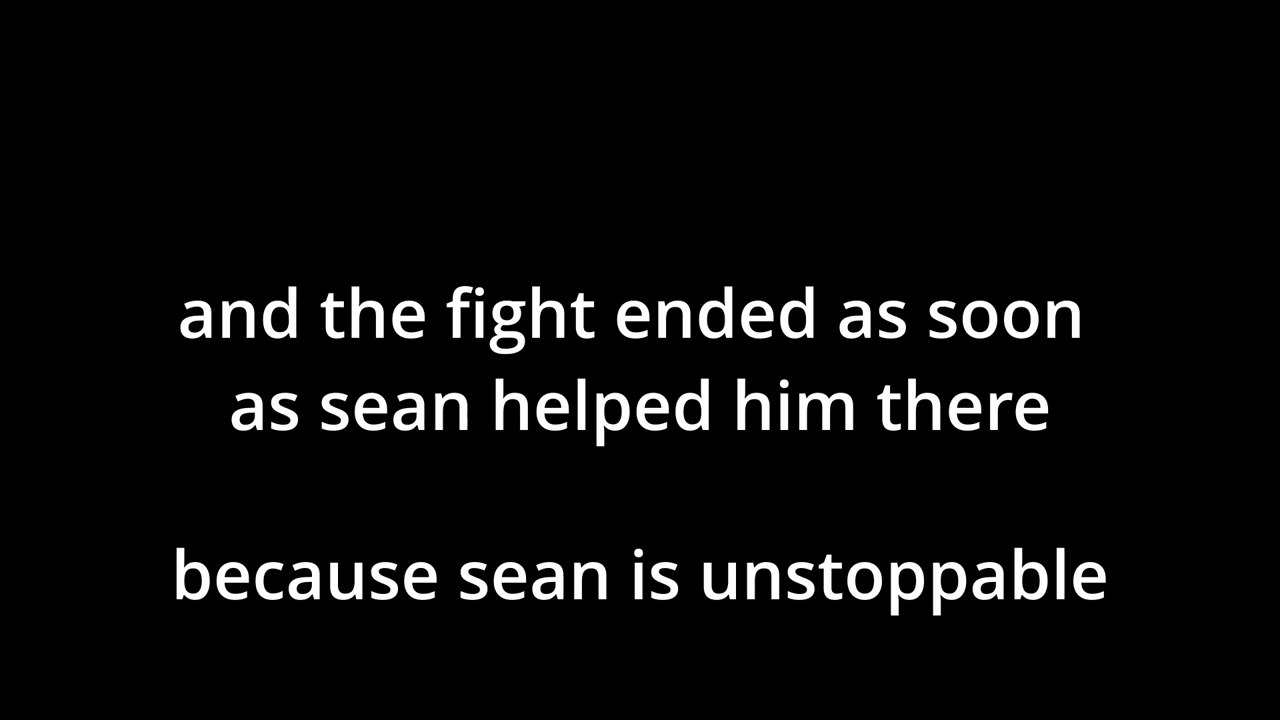 and the fight ended as soon
as sean helped him there
because sean is unstoppable